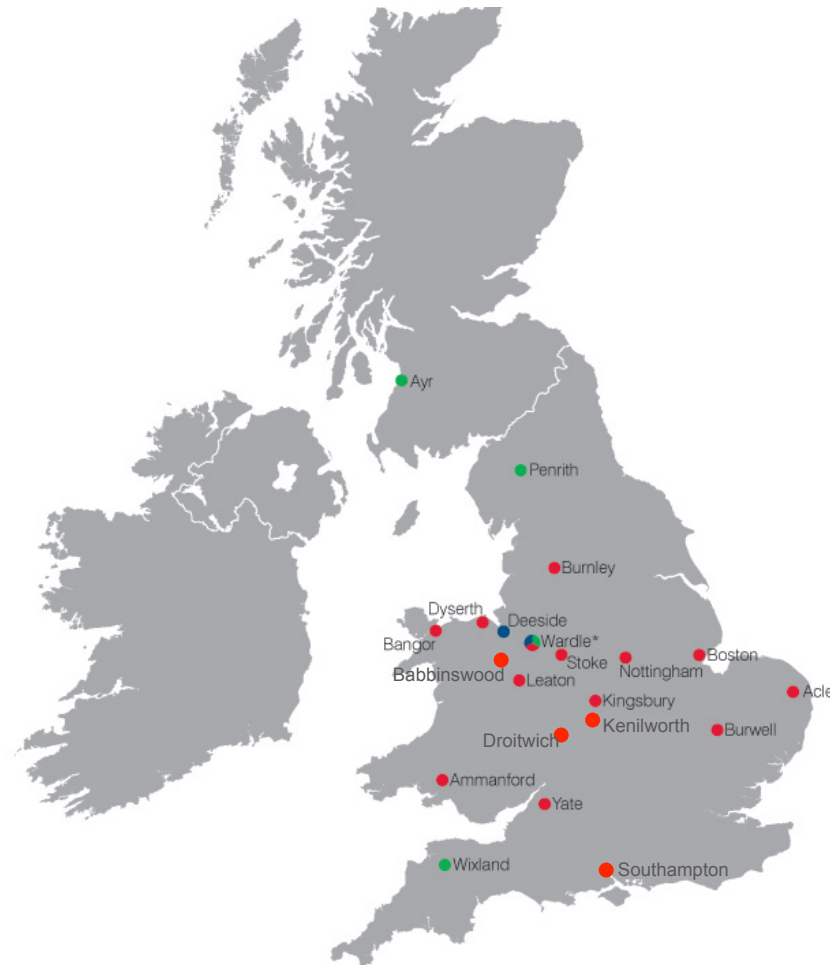 Ayr
Penrith
Burnley
Dyserth
Deeside
Bangor
Wardle*
Stoke
Nottingham
Boston
Babbinswood
Leaton
Acle
Kingsbury
Kenilworth
Burwell
Droitwich
Ammanford
Yate
Wixland
Southampton